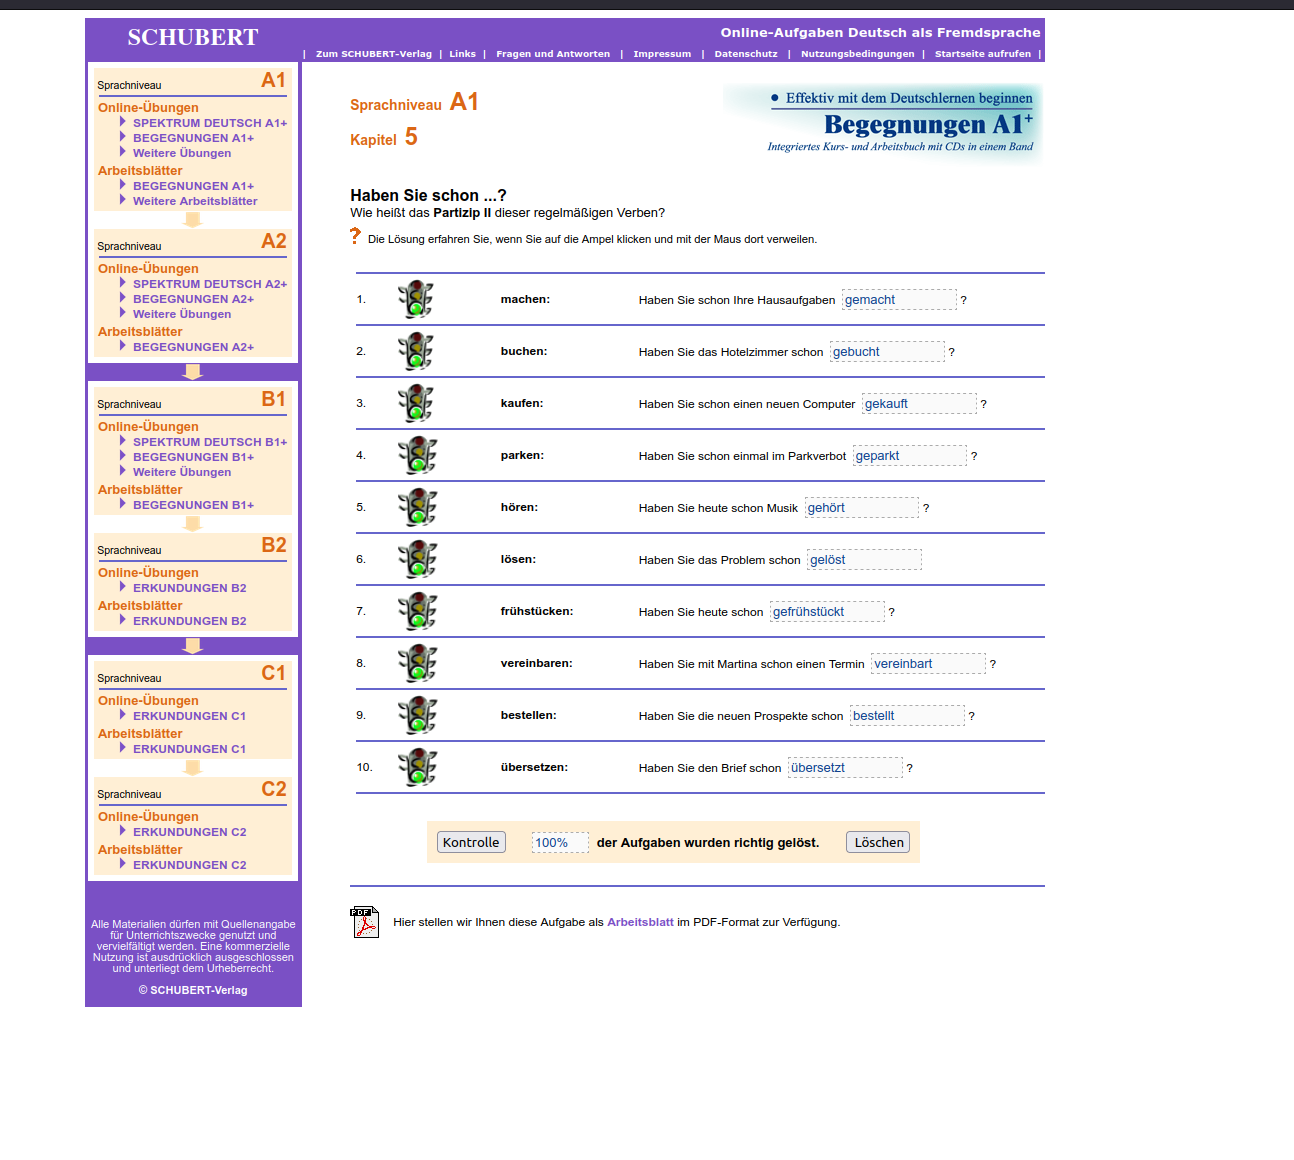 SCHUBERT
Online-Aufgaben Deutsch als Fremdsprache
| Zum SCHUBERT-Verlag | Links | Fragen und Antworten | Impressum | Datenschutz | Nutzungsbedingungen | Startseite aufrufen |
Sprachniveau A1
Online-Übungen
SPEKTRUM DEUTSCH A1+
BEGEGNUNGEN A1+
Weitere Übungen
Arbeitsblätter
BEGEGNUNGEN A1+
Weitere Arbeitsblätter
Sprachniveau A2
Online-Übungen
SPEKTRUM DEUTSCH A2+
BEGEGNUNGEN A2+
Weitere Übungen
Arbeitsblätter
BEGEGNUNGEN A2+
Sprachniveau B1
Online-Übungen
SPEKTRUM DEUTSCH B1+
BEGEGNUNGEN B1+
Weitere Übungen
Arbeitsblätter
BEGEGNUNGEN B1+
Sprachniveau B2
Online-Übungen
ERKUNDUNGEN B2
Arbeitsblätter
ERKUNDUNGEN B2
Sprachniveau C1
Online-Übungen
ERKUNDUNGEN C1
Arbeitsblätter
ERKUNDUNGEN C1
Sprachniveau C2
Online-Übungen
ERKUNDUNGEN C2
Arbeitsblätter
ERKUNDUNGEN C2
Alle Materialien dürfen mit Quellenangabe
für Unterrichtszwecke genutzt und
vervielfältigt werden. Eine kommerzielle
Nutzung ist ausdrücklich ausgeschlossen
und unterliegt dem Urheberrecht.
© SCHUBERT-Verlag
Sprachniveau A1
Kapitel 5
• Effektiv mit dem Deutschlernen beginnen
Begegnungen A1+
Integriertes Kurs- und Arbeitsbuch mit CDs in einem Band
Haben Sie schon ...?
Wie heißt das Partizip II dieser regelmäßigen Verben?
? Die Lösung erfahren Sie, wenn Sie auf die Ampel klicken und mit der Maus dort verweilen.
1. machen: Haben Sie schon Ihre Hausaufgaben gemacht ?
2. buchen: Haben Sie das Hotelzimmer schon gebucht ?
3. kaufen: Haben Sie schon einen neuen Computer gekauft ?
4. parken: Haben Sie schon einmal im Parkverbot geparkt ?
5. hören: Haben Sie heute schon Musik gehört ?
6. lösen: Haben Sie das Problem schon gelöst
7. frühstücken: Haben Sie heute schon gefrühstückt ?
8. vereinbaren: Haben Sie mit Martina schon einen Termin vereinbart ?
9. bestellen: Haben Sie die neuen Prospekte schon bestellt ?
10. übersetzen: Haben Sie den Brief schon übersetzt ?
Kontrolle 100% der Aufgaben wurden richtig gelöst. Löschen
PDF Hier stellen wir Ihnen diese Aufgabe als Arbeitsblatt im PDF-Format zur Verfügung.